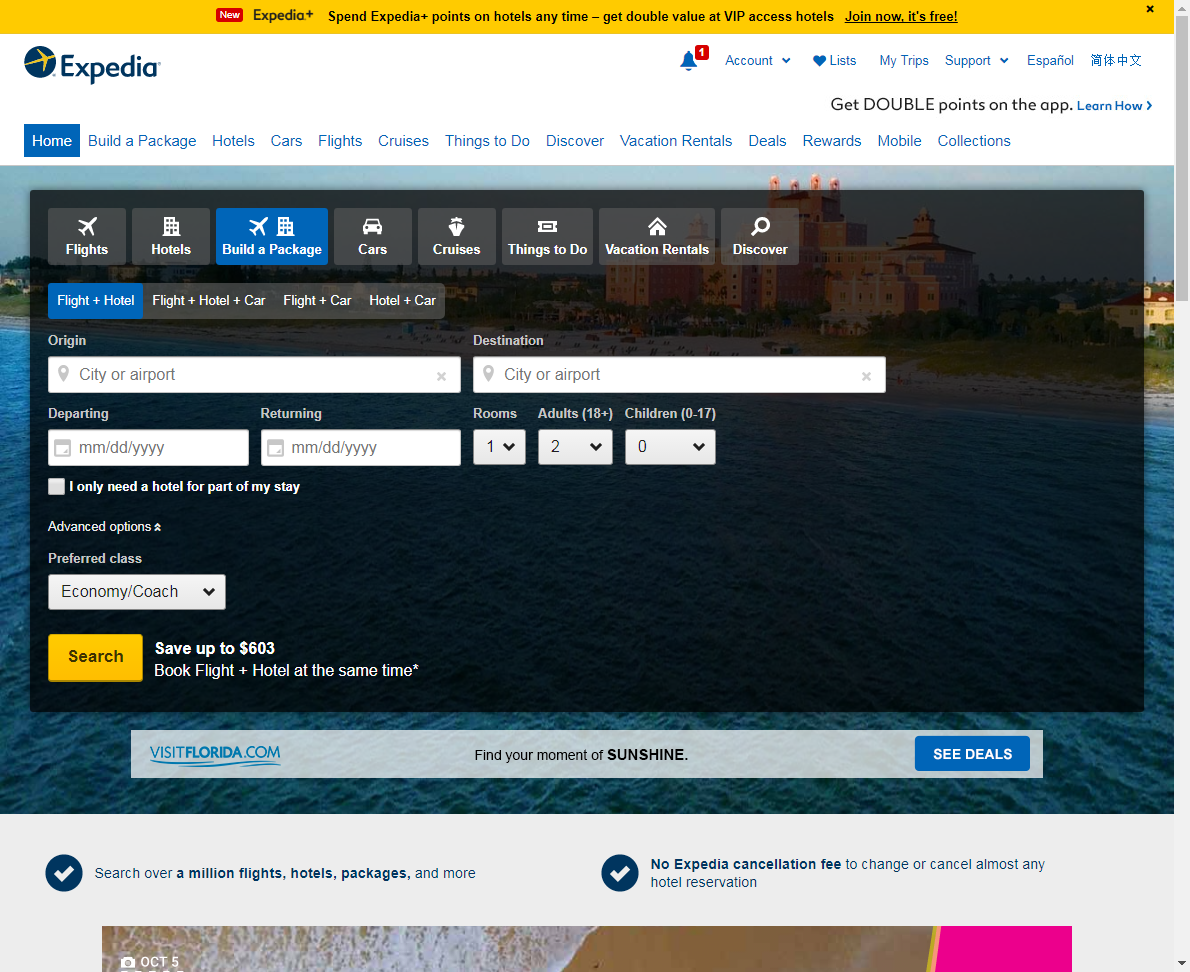 New Expedia+ Spend Expedia+ points on hotels any time – get double value at VIP access hotels Join now, it's free!
Expedia
1 Account Lists My Trips Support Español 简体中文
Get DOUBLE points on the app. Learn How
Home Build a Package Hotels Cars Flights Cruises Things to Do Discover Vacation Rentals Deals Rewards Mobile Collections
Flights Hotels Build a Package Cars Cruises Things to Do Vacation Rentals Discover
Flight + Hotel Flight + Hotel + Car Flight + Car Hotel + Car
Origin Destination
City or airport City or airport
Departing Returning Rooms Adults (18+) Children (0-17)
mm/dd/yyyy mm/dd/yyyy 1 2 0
I only need a hotel for part of my stay
Advanced options
Preferred class
Economy/Coach
Search Save up to $603
Book Flight + Hotel at the same time*
VISITFLORIDA.COM Find your moment of SUNSHINE. SEE DEALS
Search over a million flights, hotels, packages, and more
No Expedia cancellation fee to change or cancel almost any
hotel reservation
OCT 5